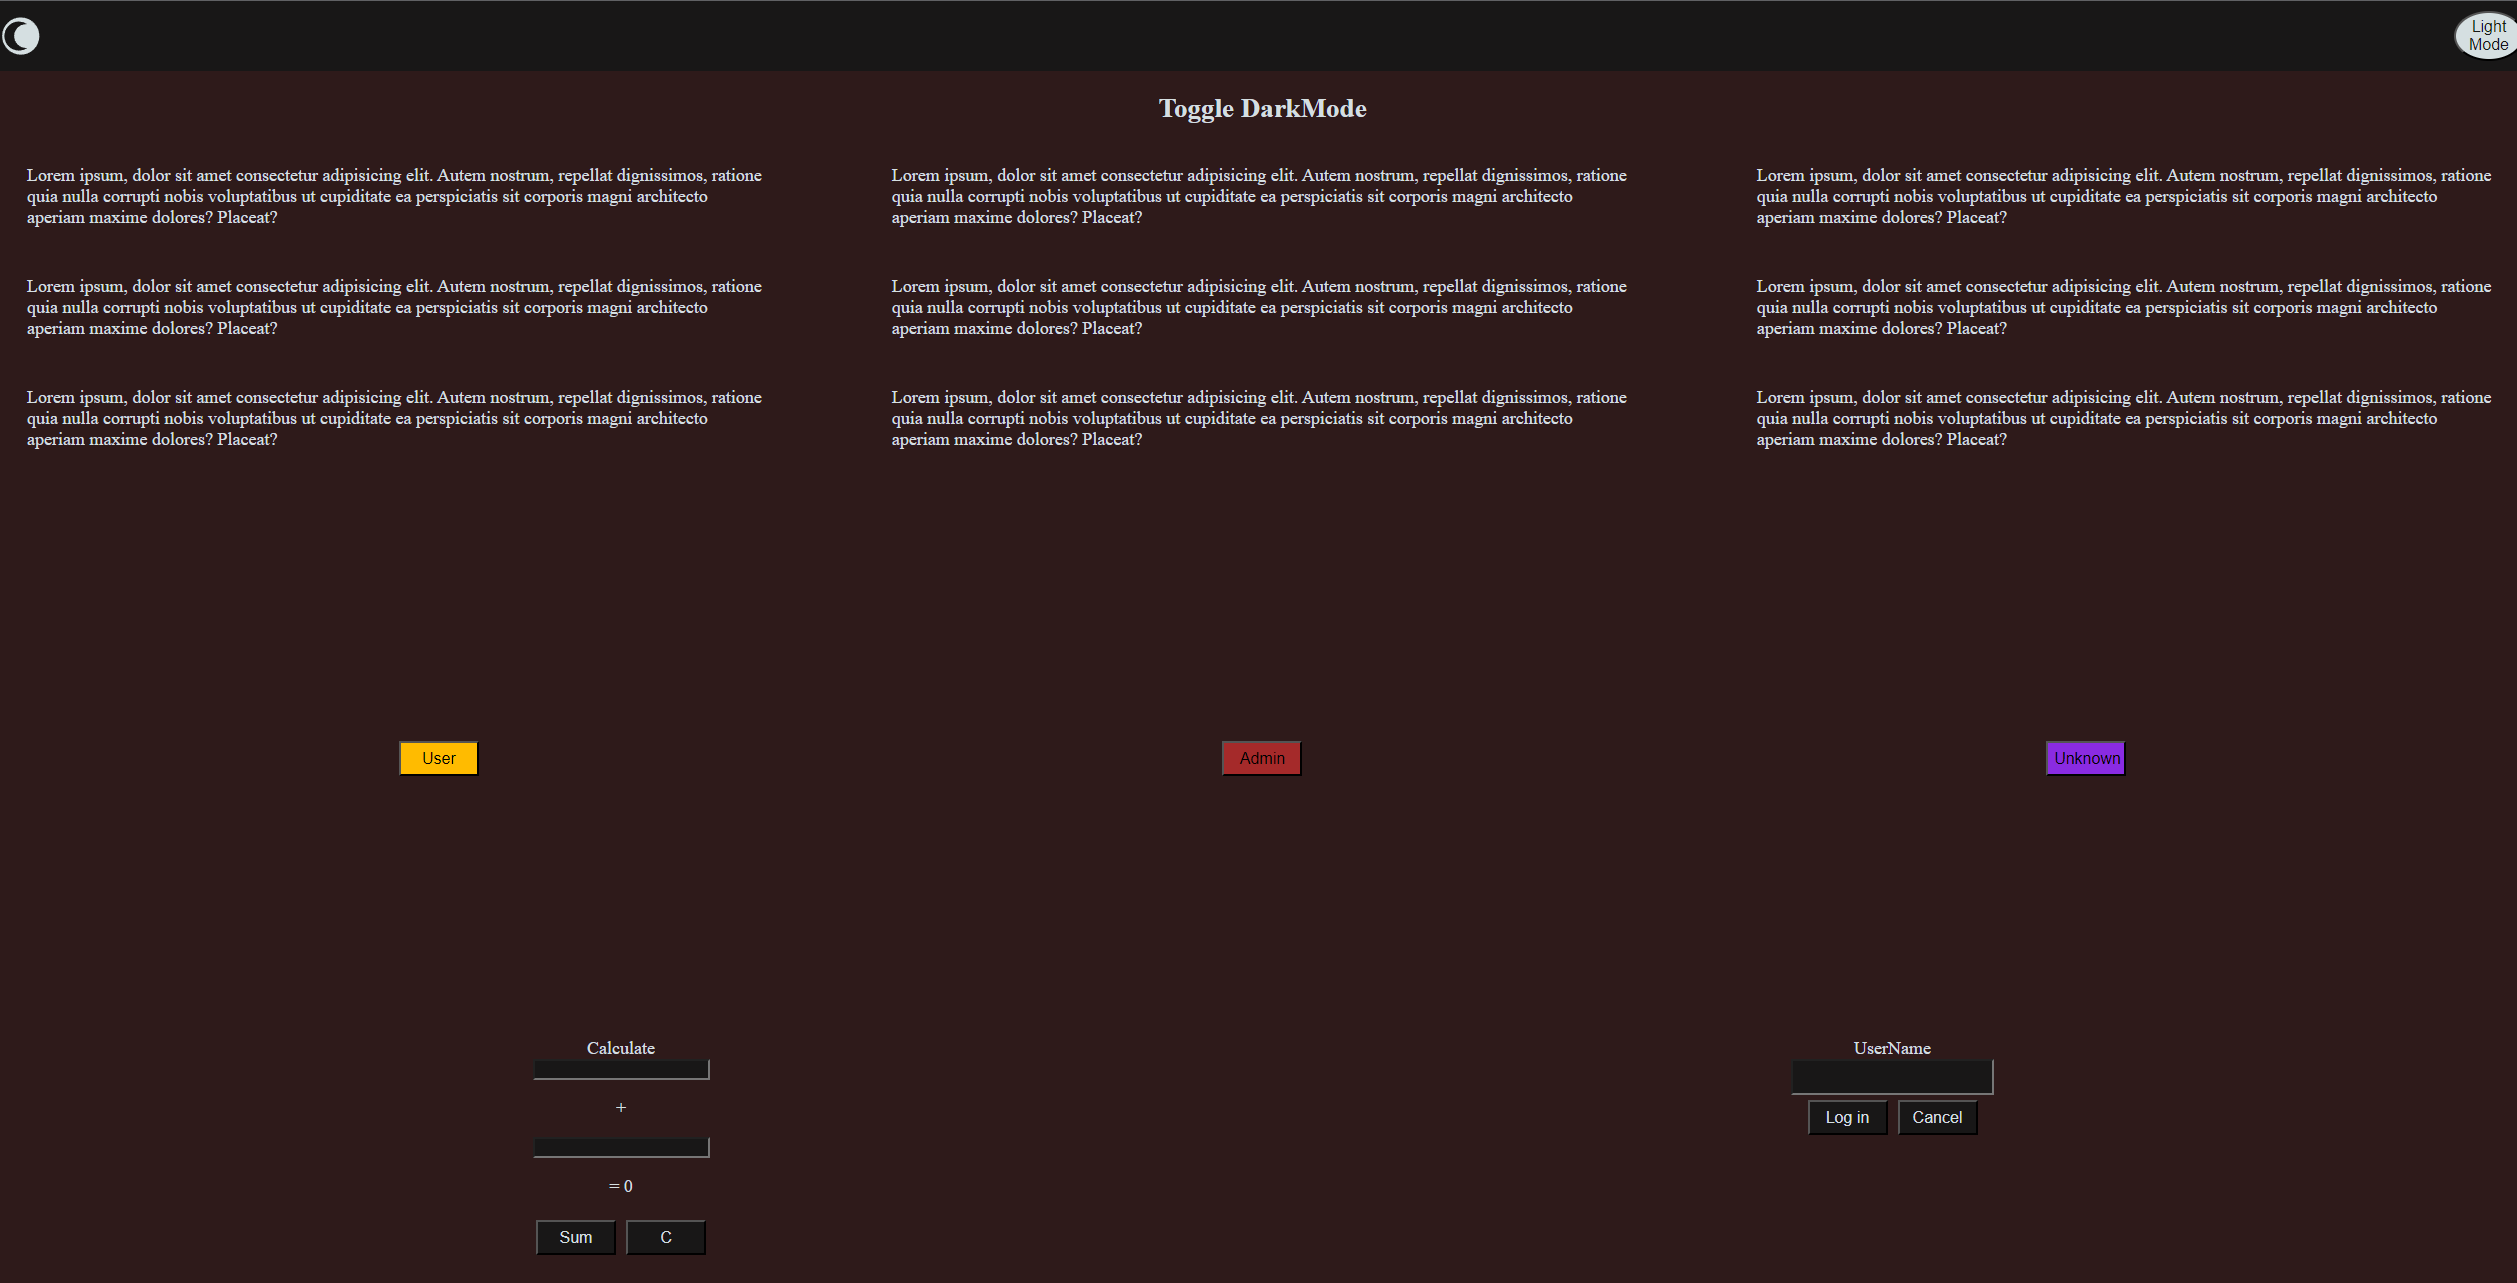 Light
Mode
Toggle DarkMode
Lorem ipsum, dolor sit amet consectetur adipisicing elit. Autem nostrum, repellat dignissimos, ratione
quia nulla corrupti nobis voluptatibus ut cupiditate ea perspiciatis sit corporis magni architecto
aperiam maxime dolores? Placeat?
Lorem ipsum, dolor sit amet consectetur adipisicing elit. Autem nostrum, repellat dignissimos, ratione
quia nulla corrupti nobis voluptatibus ut cupiditate ea perspiciatis sit corporis magni architecto
aperiam maxime dolores? Placeat?
Lorem ipsum, dolor sit amet consectetur adipisicing elit. Autem nostrum, repellat dignissimos, ratione
quia nulla corrupti nobis voluptatibus ut cupiditate ea perspiciatis sit corporis magni architecto
aperiam maxime dolores? Placeat?
Lorem ipsum, dolor sit amet consectetur adipisicing elit. Autem nostrum, repellat dignissimos, ratione
quia nulla corrupti nobis voluptatibus ut cupiditate ea perspiciatis sit corporis magni architecto
aperiam maxime dolores? Placeat?
Lorem ipsum, dolor sit amet consectetur adipisicing elit. Autem nostrum, repellat dignissimos, ratione
quia nulla corrupti nobis voluptatibus ut cupiditate ea perspiciatis sit corporis magni architecto
aperiam maxime dolores? Placeat?
Lorem ipsum, dolor sit amet consectetur adipisicing elit. Autem nostrum, repellat dignissimos, ratione
quia nulla corrupti nobis voluptatibus ut cupiditate ea perspiciatis sit corporis magni architecto
aperiam maxime dolores? Placeat?
Lorem ipsum, dolor sit amet consectetur adipisicing elit. Autem nostrum, repellat dignissimos, ratione
quia nulla corrupti nobis voluptatibus ut cupiditate ea perspiciatis sit corporis magni architecto
aperiam maxime dolores? Placeat?
Lorem ipsum, dolor sit amet consectetur adipisicing elit. Autem nostrum, repellat dignissimos, ratione
quia nulla corrupti nobis voluptatibus ut cupiditate ea perspiciatis sit corporis magni architecto
aperiam maxime dolores? Placeat?
Lorem ipsum, dolor sit amet consectetur adipisicing elit. Autem nostrum, repellat dignissimos, ratione
quia nulla corrupti nobis voluptatibus ut cupiditate ea perspiciatis sit corporis magni architecto
aperiam maxime dolores? Placeat?
User
Admin
Unknown
Calculate
+
= 0
Sum
C
UserName
Log in
Cancel